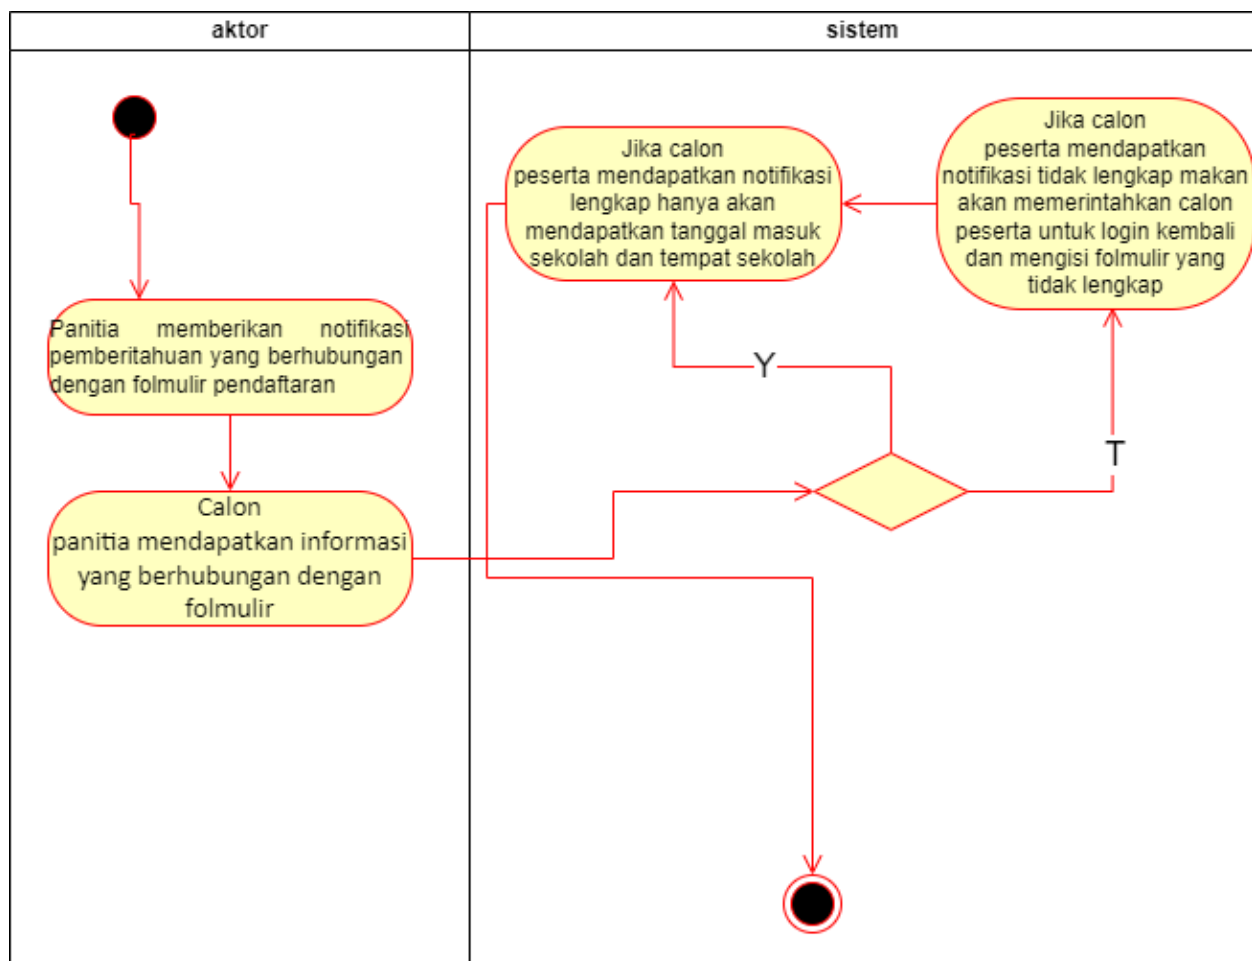 aktor
sistem
Panitia memberikan notifikasi
pemberitahuan yang berhubungan
dengan folmulir pendaftaran
Calon
panitia mendapatkan informasi
yang berhubungan dengan
folmulir
Jika calon
peserta mendapatkan notifikasi
lengkap hanya akan
mendapatkan tanggal masuk
sekolah dan tempat sekolah
Jika calon
peserta mendapatkan
notifikasi tidak lengkap makan
akan memerintahkan calon
peserta untuk login kembali
dan mengisi folmulir yang
tidak lengkap
Y
T